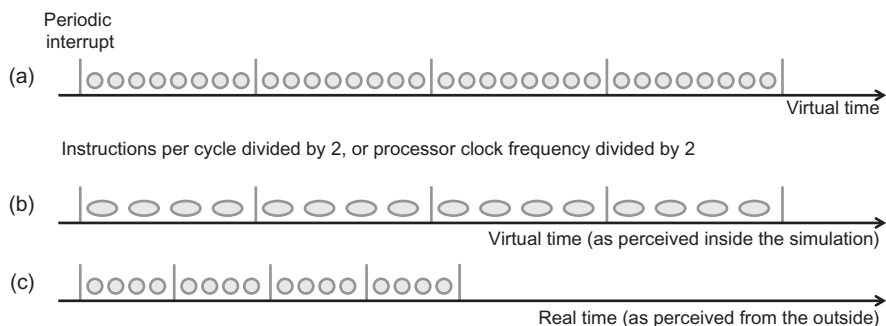 Periodic
interrupt
(a)
Virtual time
Instructions per cycle divided by 2, or processor clock frequency divided by 2
(b)
Virtual time (as perceived inside the simulation)
(c)
Real time (as perceived from the outside)